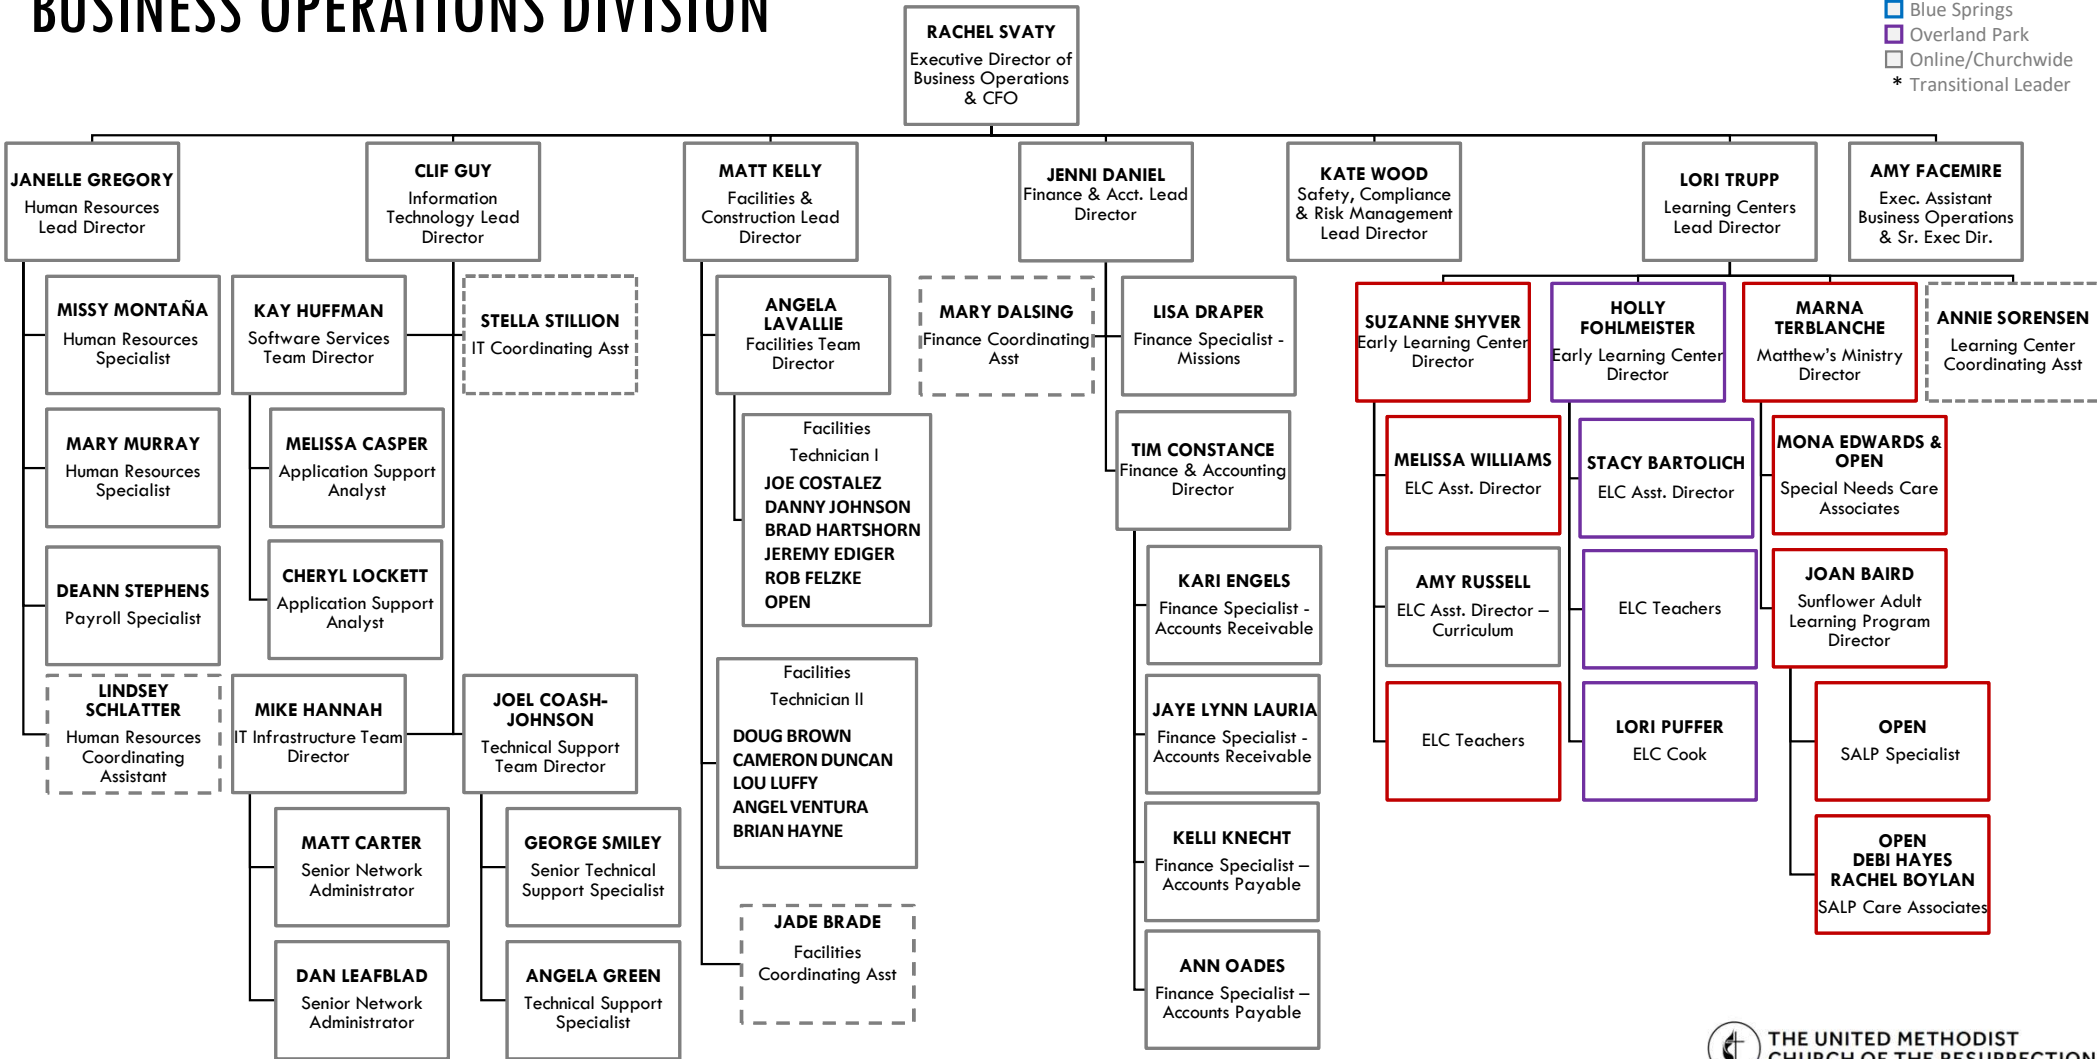 BUSINESS OPERATIONS DIVISION
Blue Springs
Overland Park
Online/Churchwide
* Transitional Leader
RACHEL SVATY
Executive Director of
Business Operations
& CFO
JANELLE GREGORY
Human Resources
Lead Director
CLIF GUY
Information
Technology Lead
Director
MATT KELLY
Facilities &
Construction Lead
Director
JENNI DANIEL
Finance & Acct. Lead
Director
KATE WOOD
Safety, Compliance
& Risk Management
Lead Director
LORI TRUPP
Learning Centers
Lead Director
AMY FACEMIRE
Exec. Assistant
Business Operations
& Sr. Exec Dir.
MISSY MONTAÑA
Human Resources
Specialist
MARY MURRAY
Human Resources
Specialist
DEANN STEPHENS
Payroll Specialist
LINDSEY
SCHLATTER
Human Resources
Coordinating
Assistant
KAY HUFFMAN
Software Services
Team Director
STELLA STILLION
IT Coordinating Asst
MELISSA CASPER
Application Support
Analyst
CHERYL LOCKETT
Application Support
Analyst
MIKE HANNAH
IT Infrastructure Team
Director
JOEL COASH-
JOHNSON
Technical Support
Team Director
MATT CARTER
Senior Network
Administrator
DAN LEAFBLAD
Senior Network
Administrator
GEORGE SMILEY
Senior Technical
Support Specialist
ANGELA GREEN
Technical Support
Specialist
ANGELA
LAVALLIE
Facilities Team
Director
Facilities
Technician I
JOE COSTALEZ
DANNY JOHNSON
BRAD HARTSHORN
JEREMY EDIGER
ROB FELZKE
OPEN
Facilities
Technician II
DOUG BROWN
CAMERON DUNCAN
LOU LUFFY
ANGEL VENTURA
BRIAN HAYNE
JADE BRADE
Facilities
Coordinating Asst
MARY DALSING
Finance Coordinating
Asst
LISA DRAPER
Finance Specialist -
Missions
TIM CONSTANCE
Finance & Accounting
Director
KARI ENGELS
Finance Specialist -
Accounts Receivable
JAYE LYNN LAURIA
Finance Specialist -
Accounts Receivable
KELLI KNECHT
Finance Specialist –
Accounts Payable
ANN OADES
Finance Specialist –
Accounts Payable
SUZANNE SHYVER
Early Learning Center
Director
MELISSA WILLIAMS
ELC Asst. Director
AMY RUSSELL
ELC Asst. Director –
Curriculum
ELC Teachers
HOLLY
FOHLMEISTER
Early Learning Center
Director
STACY BARTOLICH
ELC Asst. Director
ELC Teachers
LORI PUFFER
ELC Cook
MARNA
TERBLANCHE
Matthew's Ministry
Director
MONA EDWARDS &
OPEN
Special Needs Care
Associates
JOAN BAIRD
Sunflower Adult
Learning Program
Director
OPEN
SALP Specialist
OPEN
DEBI HAYES
RACHEL BOYLAN
SALP Care Associates
ANNIE SORENSEN
Learning Center
Coordinating Asst
THE UNITED METHODIST
CHURCH OF THE RESURRECTION